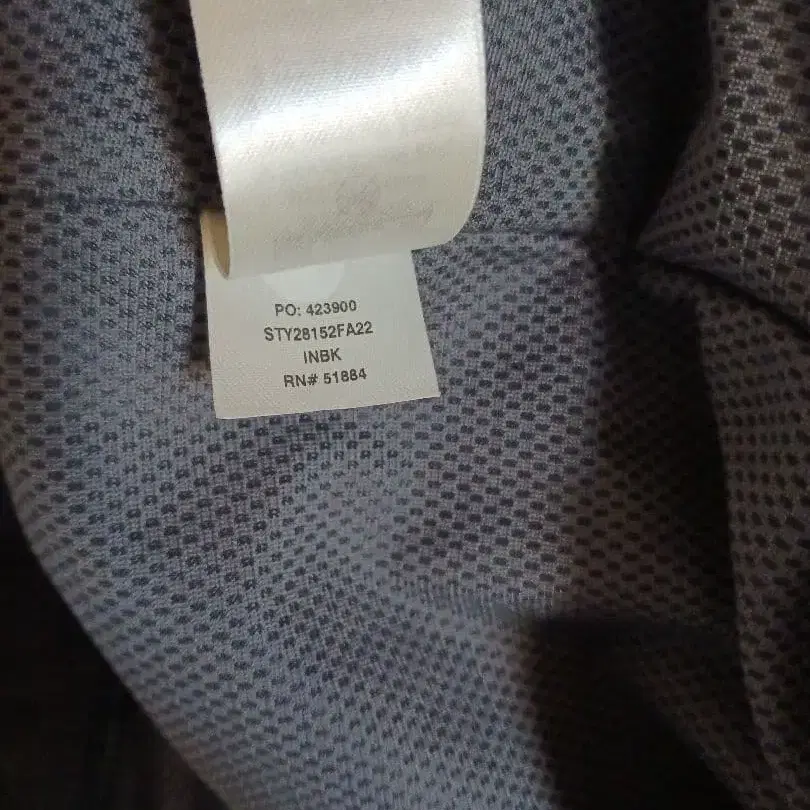 PO: 423900
STY28152FA22
INBK
RN# 51884